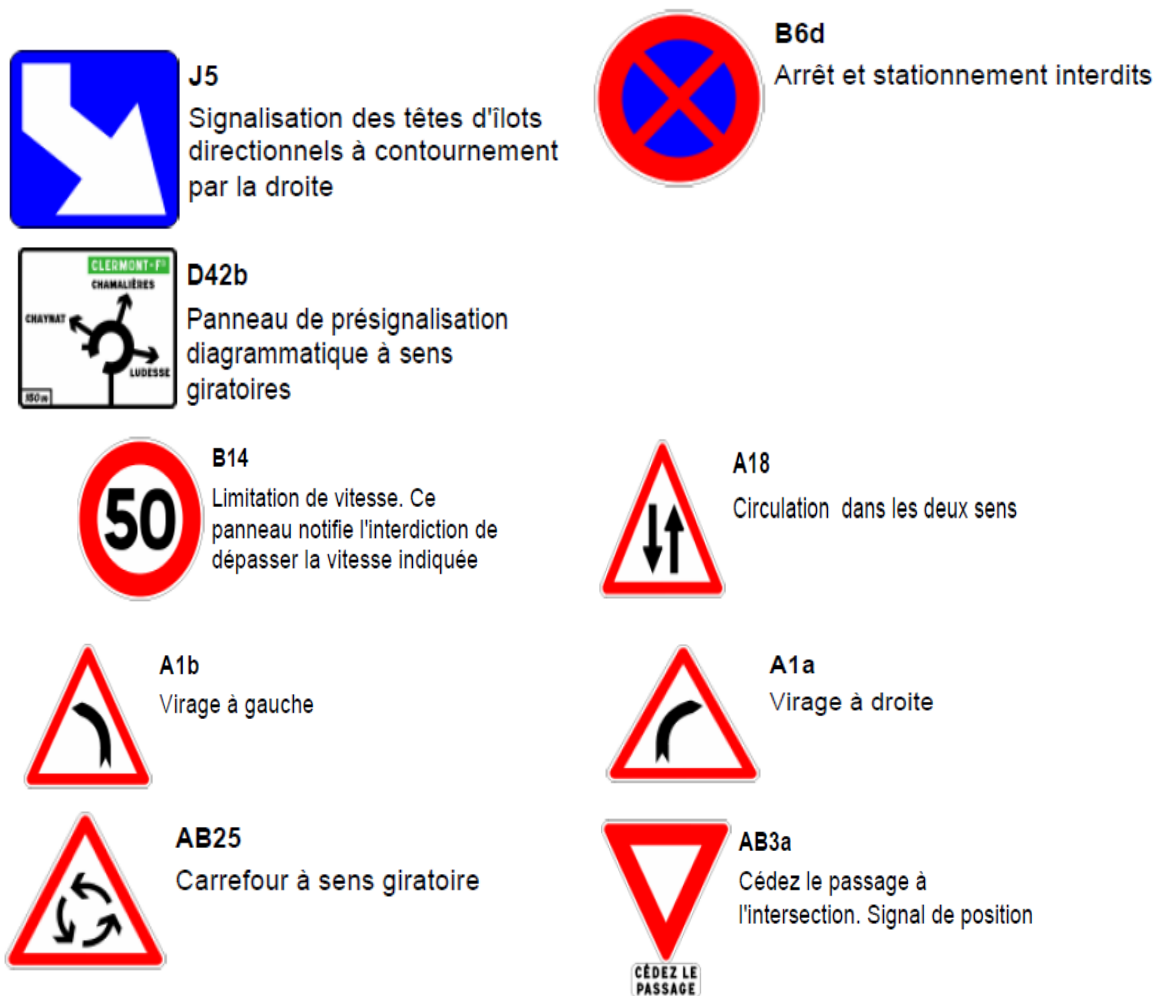 J5
Signalisation des têtes d'îlots
directionnels à contournement
par la droite
B6d
Arrêt et stationnement interdits
CLERMONT-Fd
CHAMALIÈRES
CHAYNAT
LUDESSE
150 m
D42b
Panneau de présignalisation
diagrammatique à sens
giratoires
50
B14
Limitation de vitesse. Ce
panneau notifie l'interdiction de
dépasser la vitesse indiquée
A18
Circulation dans les deux sens
A1b
Virage à gauche
A1a
Virage à droite
AB25
Carrefour à sens giratoire
AB3a
Cédez le passage à
l'intersection. Signal de position
CÉDEZ LE
PASSAGE